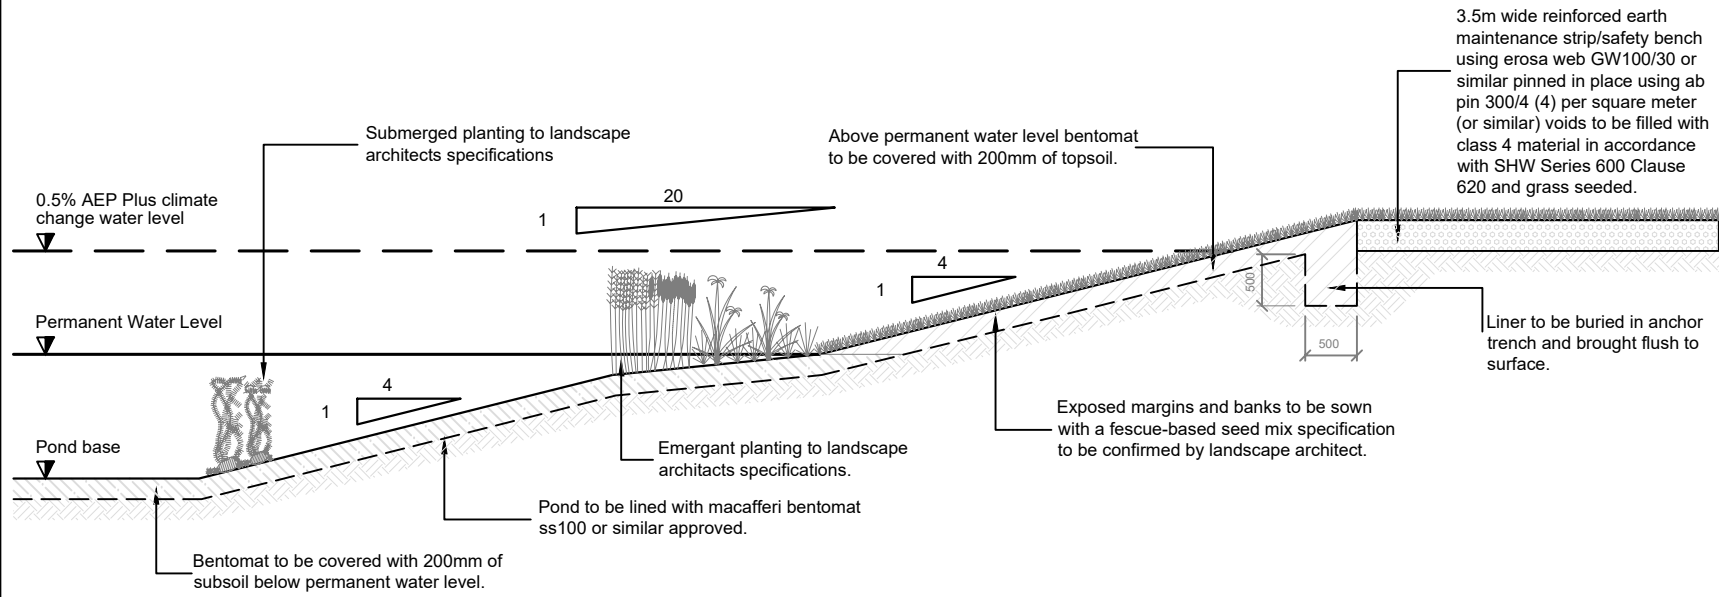 3.5m wide reinforced earth
maintenance strip/safety bench
using erosa web GW100/30 or
similar pinned in place using ab
pin 300/4 (4) per square meter
(or similar) voids to be filled with
class 4 material in accordance
with SHW Series 600 Clause
620 and grass seeded.
Submerged planting to landscape
architects specifications
Above permanent water level bentomat
to be covered with 200mm of topsoil.
0.5% AEP Plus climate
change water level
20
1
4
1
500
500
Permanent Water Level
Liner to be buried in anchor
trench and brought flush to
surface.
4
1
Exposed margins and banks to be sown
with a fescue-based seed mix specification
to be confirmed by landscape architect.
Pond base
Emergant planting to landscape
architacts specifications.
Pond to be lined with macafferi bentomat
ss100 or similar approved.
Bentomat to be covered with 200mm of
subsoil below permanent water level.